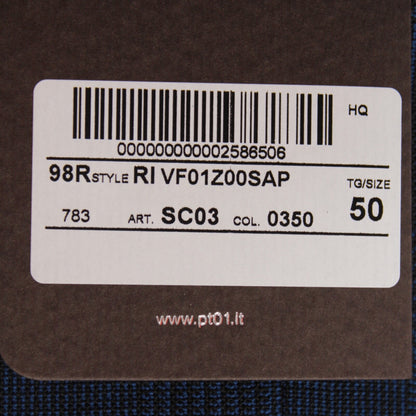 HQ
000000000002586506
98R STYLE RI VF01Z00SAP TG/SIZE
783 ART. SC03 COL. 0350 50
www.pt01.it